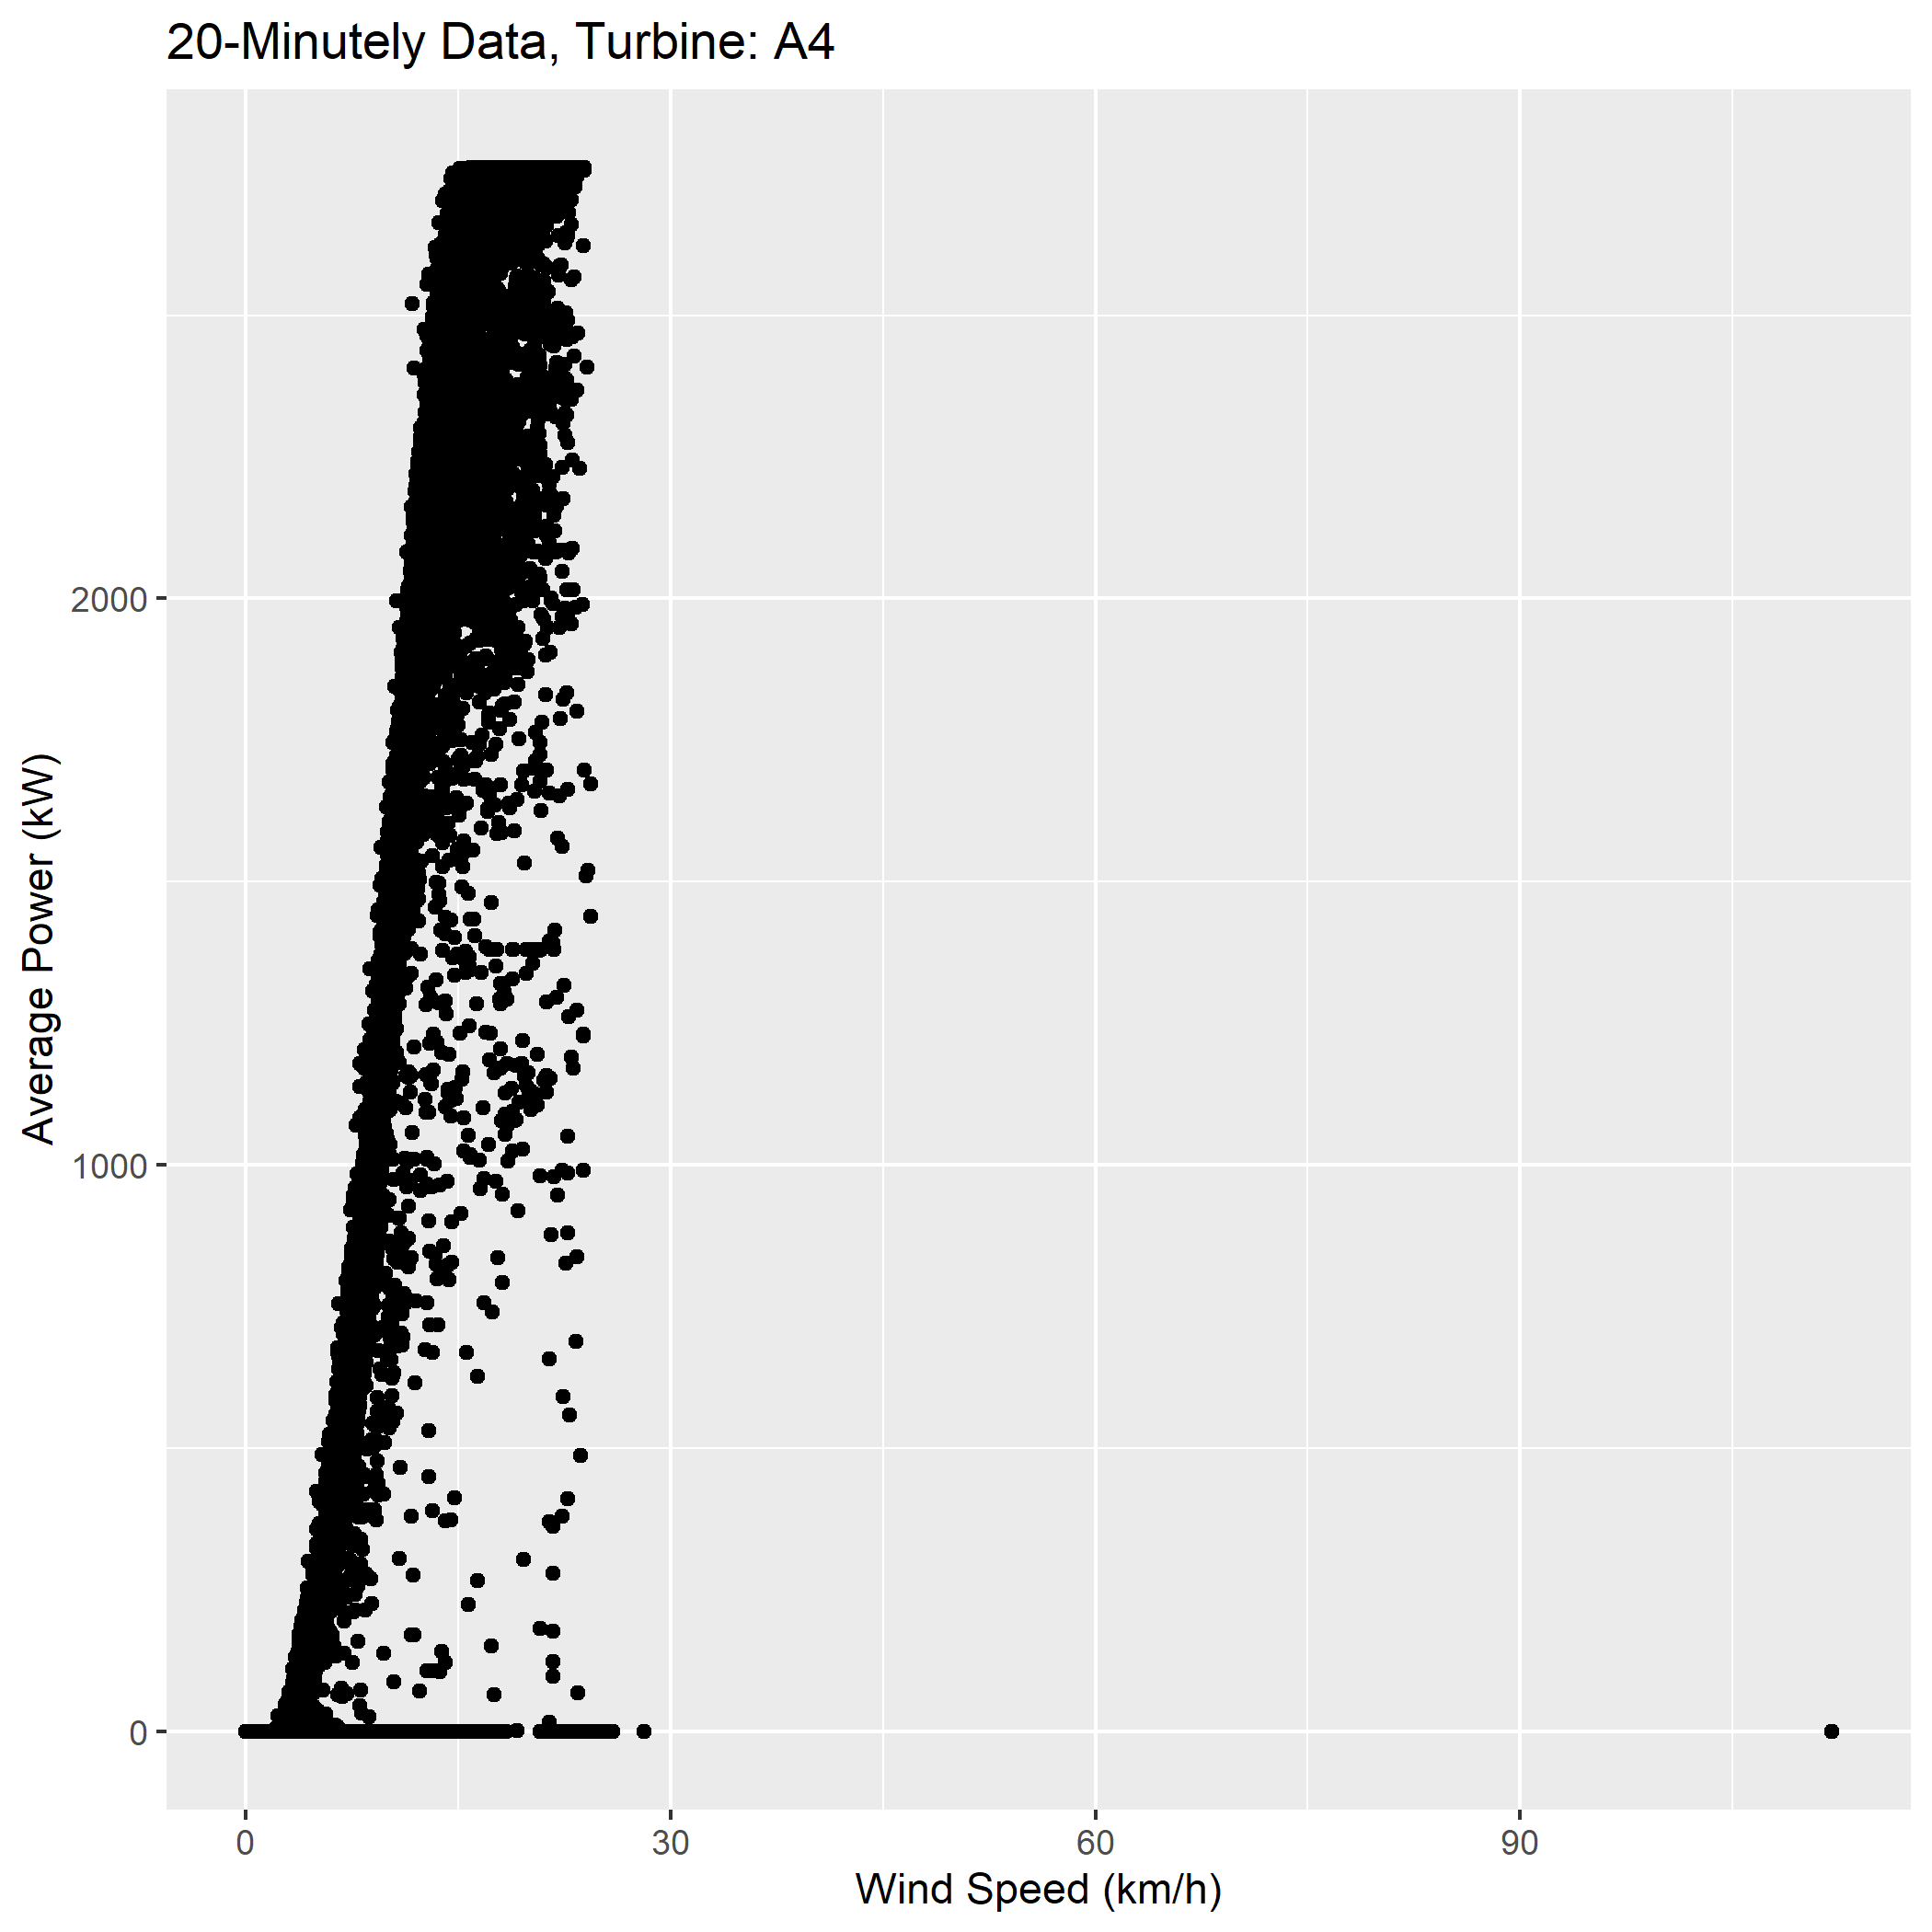 20-Minutely Data, Turbine: A4
Average Power (kW)
2000
1000
0
0 30 60 90
Wind Speed (km/h)